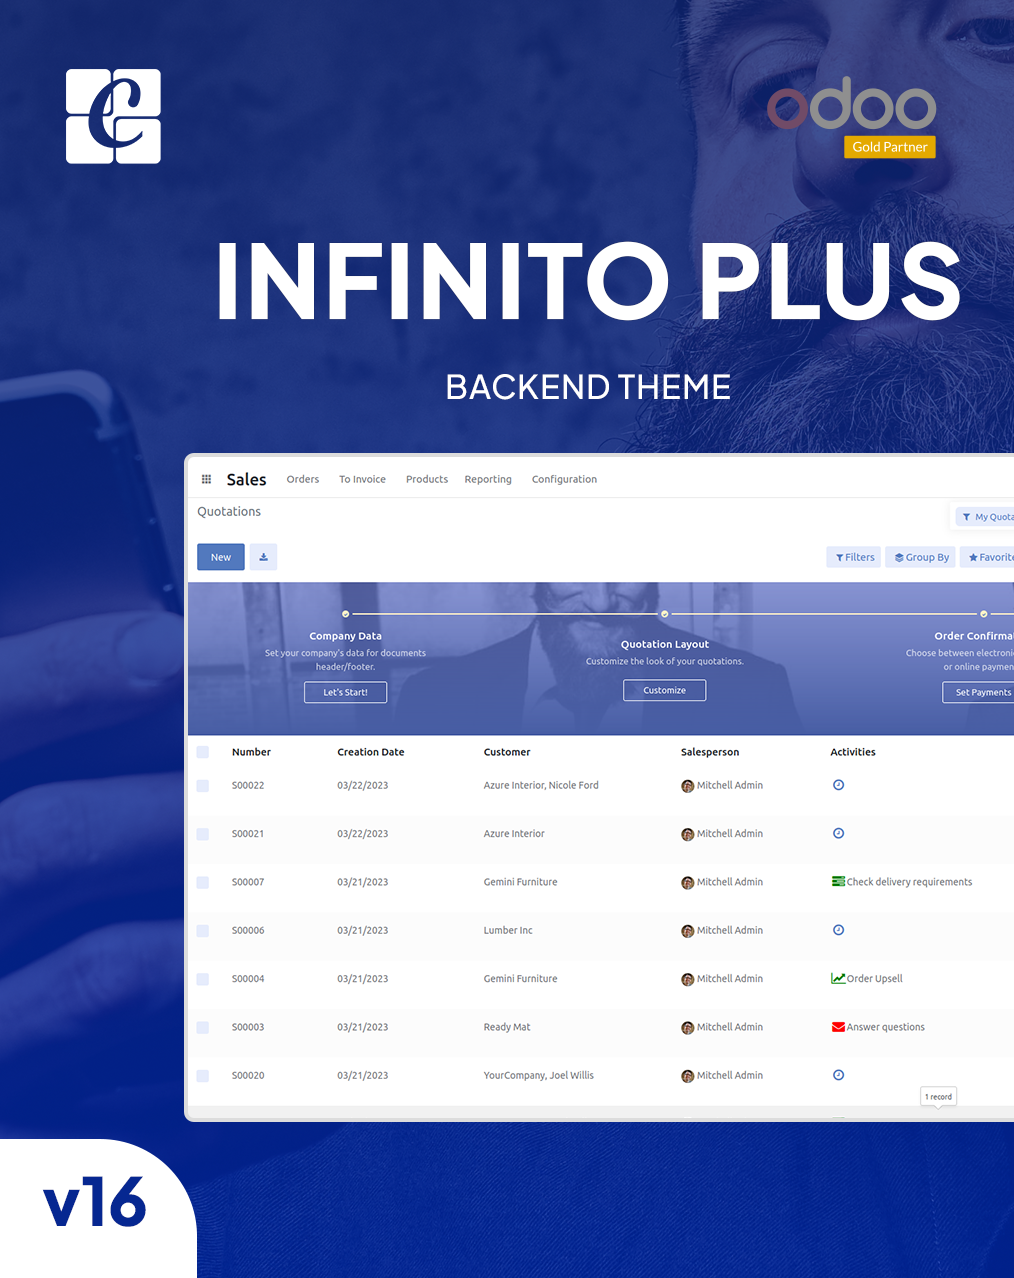 C
odoo
Gold Partner
INFINITO PLUS
BACKEND THEME
Sales Orders To Invoice Products Reporting Configuration
Quotations
My Quota
New
Filters Group By Favorite
Company Data
Set your company's data for documents
header/footer.
Let's Start!
Quotation Layout
Customize the look of your quotations.
Customize
Order Confirmat
Choose between electronic
or online paymen
Set Payments
Number Creation Date Customer Salesperson Activities
S00022 03/22/2023 Azure Interior, Nicole Ford Mitchell Admin
S00021 03/22/2023 Azure Interior Mitchell Admin
S00007 03/21/2023 Gemini Furniture Mitchell Admin Check delivery requirements
S00006 03/21/2023 Lumber Inc Mitchell Admin
S00004 03/21/2023 Gemini Furniture Mitchell Admin Order Upsell
S00003 03/21/2023 Ready Mat Mitchell Admin Answer questions
S00020 03/21/2023 YourCompany, Joel Willis Mitchell Admin
1 record
v16